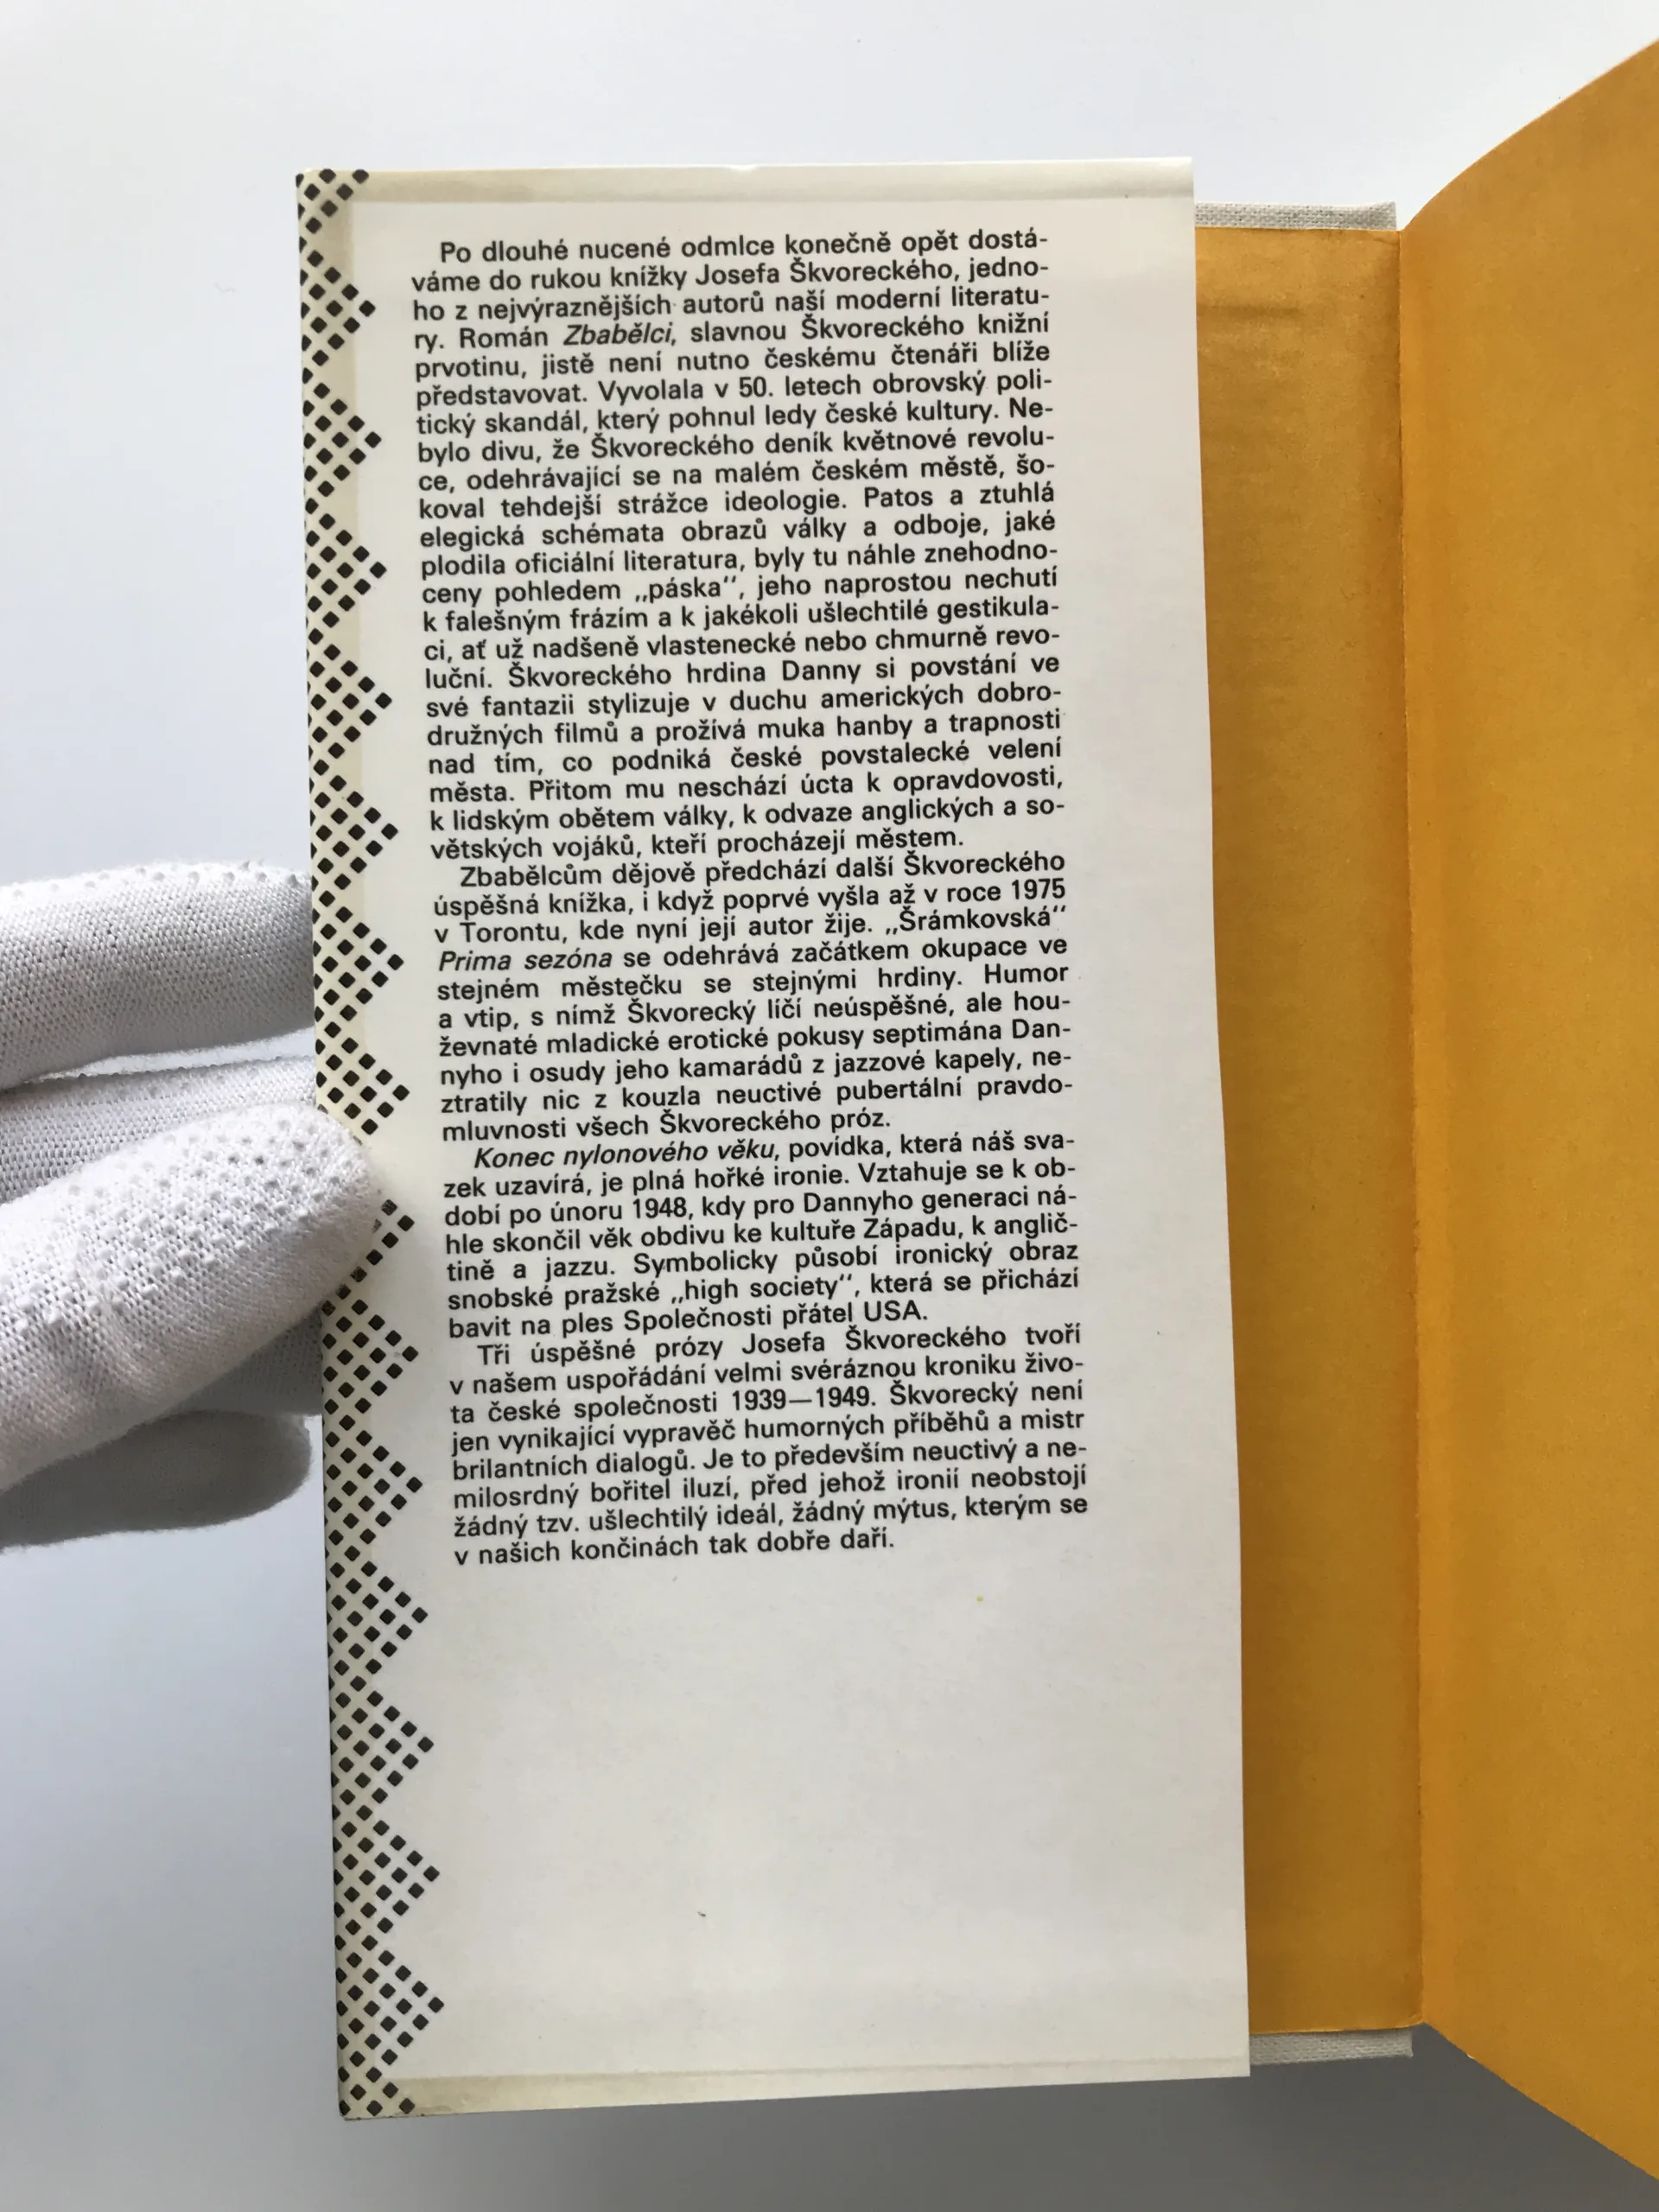 Po dlouhé nucené odmlce konečně opět dostá-
váme do rukou knížky Josefa Škvoreckého, jedno-
ho z nejvýraznějších autorů naší moderní literatu-
ry. Román Zbabělci, slavnou Škvoreckého knižní
prvotinu, jistě není nutno českému čtenáři blíže
představovat. Vyvolala v 50. letech obrovský poli-
tický skandál, který pohnul ledy české kultury. Ne-
bylo divu, že Škvoreckého deník květnové revolu-
ce, odehrávající se na malém českém městě, šo-
koval tehdejší strážce ideologie. Patos a ztuhlá
elegická schémata obrazů války a odboje, jaké
plodila oficiální literatura, byly tu náhle znehodno-
ceny pohledem „páska“, jeho naprostou nechutí
k falešným frázím a k jakékoli ušlechtilé gestikula-
ci, ať už nadšeně vlastenecké nebo chmurně revo-
luční. Škvoreckého hrdina Danny si povstání ve
své fantazii stylizuje v duchu amerických dobro-
družných filmů a prožívá muka hanby a trapnosti
nad tím, co podniká české povstalecké velení
města. Přitom mu neschází úcta k opravdovosti,
k lidským obětem války, k odvaze anglických a so-
větských vojáků, kteří procházejí městem.
Zbabělcům dějově předchází další Škvoreckého
úspěšná knížka, i když poprvé vyšla až v roce 1975
v Torontu, kde nyní její autor žije. „Šrámkovská“
Prima sezóna se odehrává začátkem okupace ve
stejném městečku se stejnými hrdiny. Humor
a vtip, s nímž Škvorecký líčí neúspěšné, ale hou-
ževnaté mladické erotické pokusy septimána Dan-
nyho i osudy jeho kamarádů z jazzové kapely, ne-
ztratily nic z kouzla neuctivé pubertální pravdo-
mluvnosti všech Škvoreckého próz.
Konec nylonového věku, povídka, která náš sva-
zek uzavírá, je plná hořké ironie. Vztahuje se k ob-
dobí po únoru 1948, kdy pro Dannyho generaci ná-
hle skončil věk obdivu ke kultuře Západu, k anglič-
tině a jazzu. Symbolicky působí ironický obraz
snobské pražské „high society“, která se přichází
bavit na ples Společnosti přátel USA.
Tři úspěšné prózy Josefa Škvoreckého tvoří
v našem uspořádání velmi svéráznou kroniku živo-
ta české společnosti 1939—1949. Škvorecký není
jen vynikající vypravěč humorných příběhů a mistr
brilantních dialogů. Je to především neuctivý a ne-
milosrdný bořitel iluzí, před jehož ironií neobstojí
žádný tzv. ušlechtilý ideál, žádný mýtus, kterým se
v našich končinách tak dobře daří.